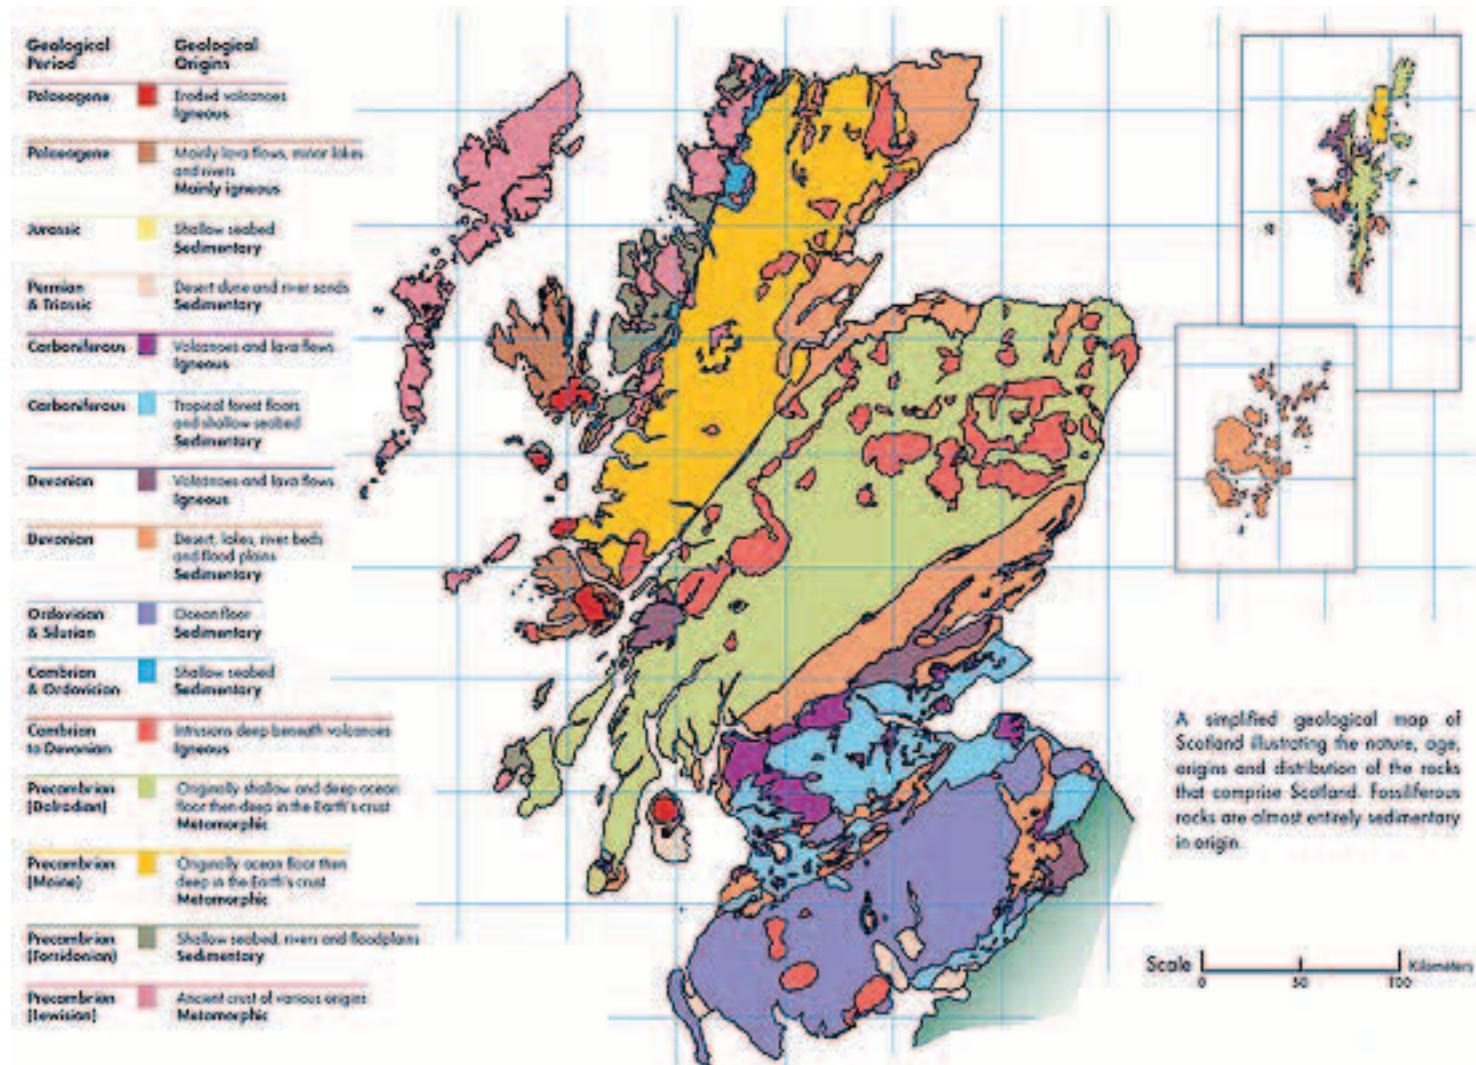 Geological
Period
Geological
Origins
Palaeogene
Eroded volcanoes
Igneous
Palaeogene
Mainly lava flows, minor lakes
and rivers
Mainly igneous
Jurassic
Shallow seabed
Sedimentary
Permian
& Triassic
Desert dune and river sands
Sedimentary
Carboniferous
Volcanoes and lava flows
Igneous
Carboniferous
Tropical forest floors
and shallow seabed
Sedimentary
Devonian
Volcanoes and lava flows
Igneous
Devonian
Desert, lakes, river beds
and flood plains
Sedimentary
Ordovician
& Silurian
Ocean floor
Sedimentary
Cambrian
& Ordovician
Shallow seabed
Sedimentary
Cambrian
to Devonian
Intrusions deep beneath volcanoes
Igneous
Precambrian
(Dalradian)
Originally shallow and deep ocean
floor then deep in the Earth's crust
Metamorphic
Precambrian
(Moine)
Originally ocean floor then
deep in the Earth's crust
Metamorphic
Precambrian
(Torridonian)
Shallow seabed, rivers and floodplains
Sedimentary
Precambrian
(Lewisian)
Ancient crust of various origins
Metamorphic
A simplified geological map of
Scotland illustrating the nature, age,
origins and distribution of the rocks
that comprise Scotland. Fossiliferous
rocks are almost entirely sedimentary
in origin.
Scale
Kilometers
0 50 100